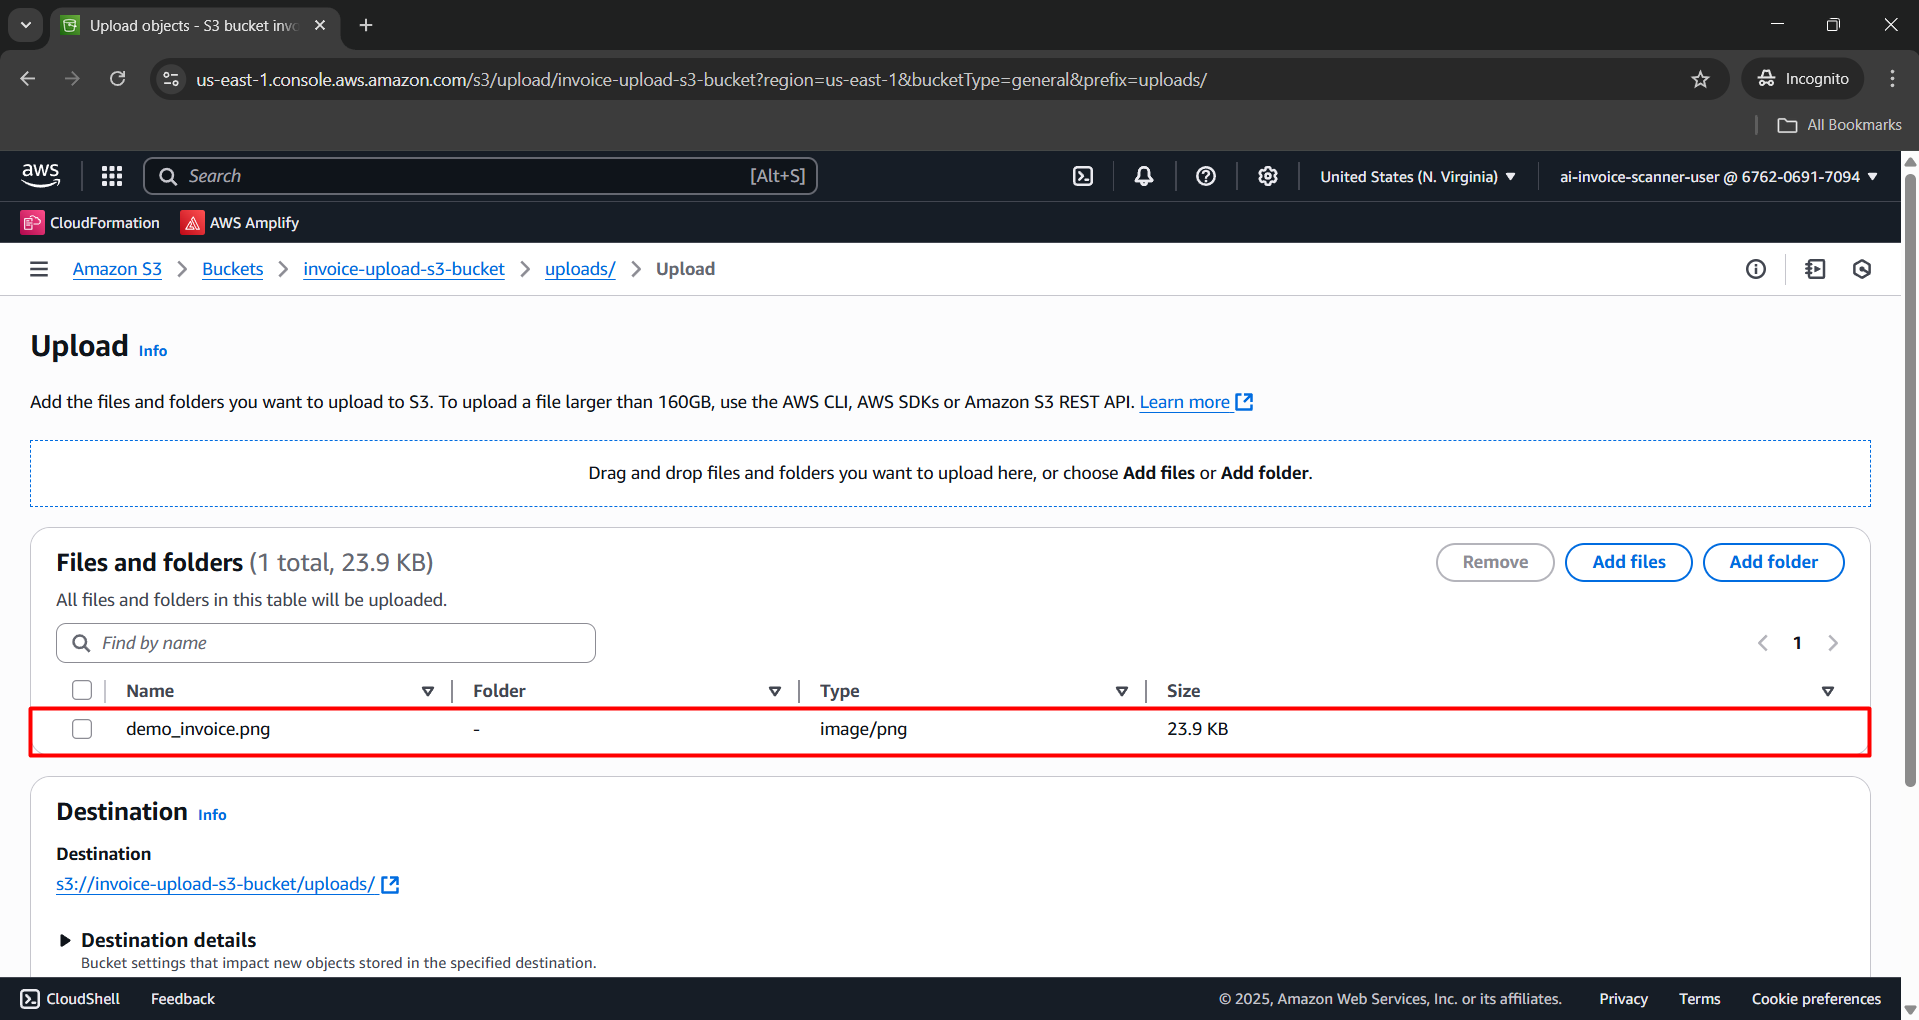 Upload objects - S3 bucket invo
us-east-1.console.aws.amazon.com/s3/upload/invoice-upload-s3-bucket?region=us-east-1&bucketType=general&prefix=uploads/
Incognito
All Bookmarks
aws
Search
[Alt+S]
United States (N. Virginia)
ai-invoice-scanner-user @ 6762-0691-7094
CloudFormation
AWS Amplify
Amazon S3
Buckets
invoice-upload-s3-bucket
uploads/
Upload
Upload Info
Add the files and folders you want to upload to S3. To upload a file larger than 160GB, use the AWS CLI, AWS SDKs or Amazon S3 REST API. Learn more
Drag and drop files and folders you want to upload here, or choose Add files or Add folder.
Files and folders (1 total, 23.9 KB)
Remove
Add files
Add folder
All files and folders in this table will be uploaded.
Find by name
1
Name
Folder
Type
Size
demo_invoice.png
-
image/png
23.9 KB
Destination Info
Destination
s3://invoice-upload-s3-bucket/uploads/
Destination details
Bucket settings that impact new objects stored in the specified destination.
CloudShell
Feedback
© 2025, Amazon Web Services, Inc. or its affiliates.
Privacy
Terms
Cookie preferences